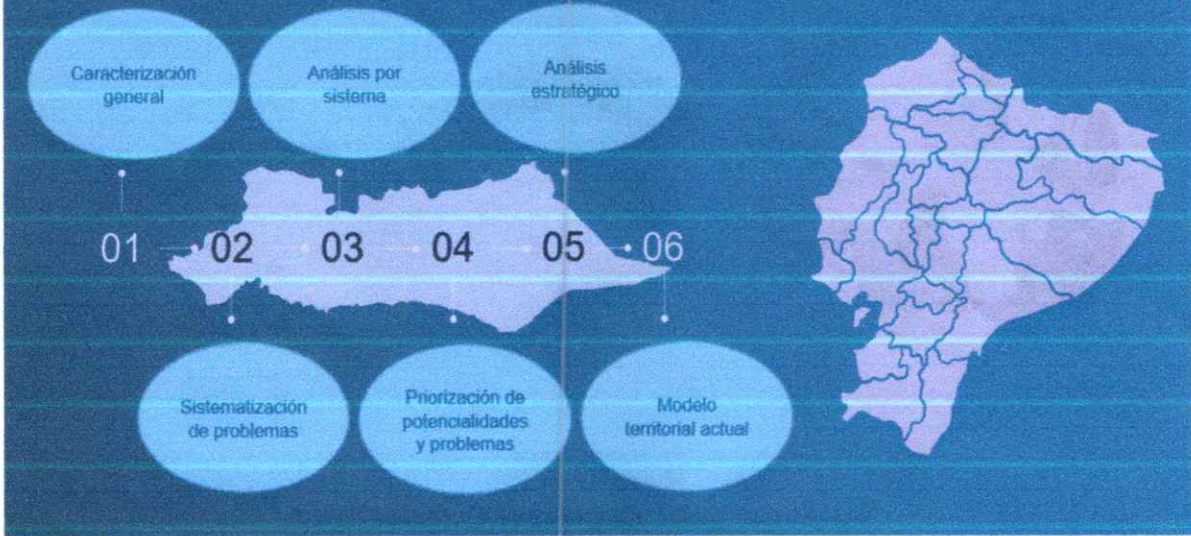 Caracterización
general
Análisis por
sistema
Análisis
estratégico
01
02
03
04
05
06
Sistematización
de problemas
Priorización de
potencialidades
y problemas
Modelo
territorial actual